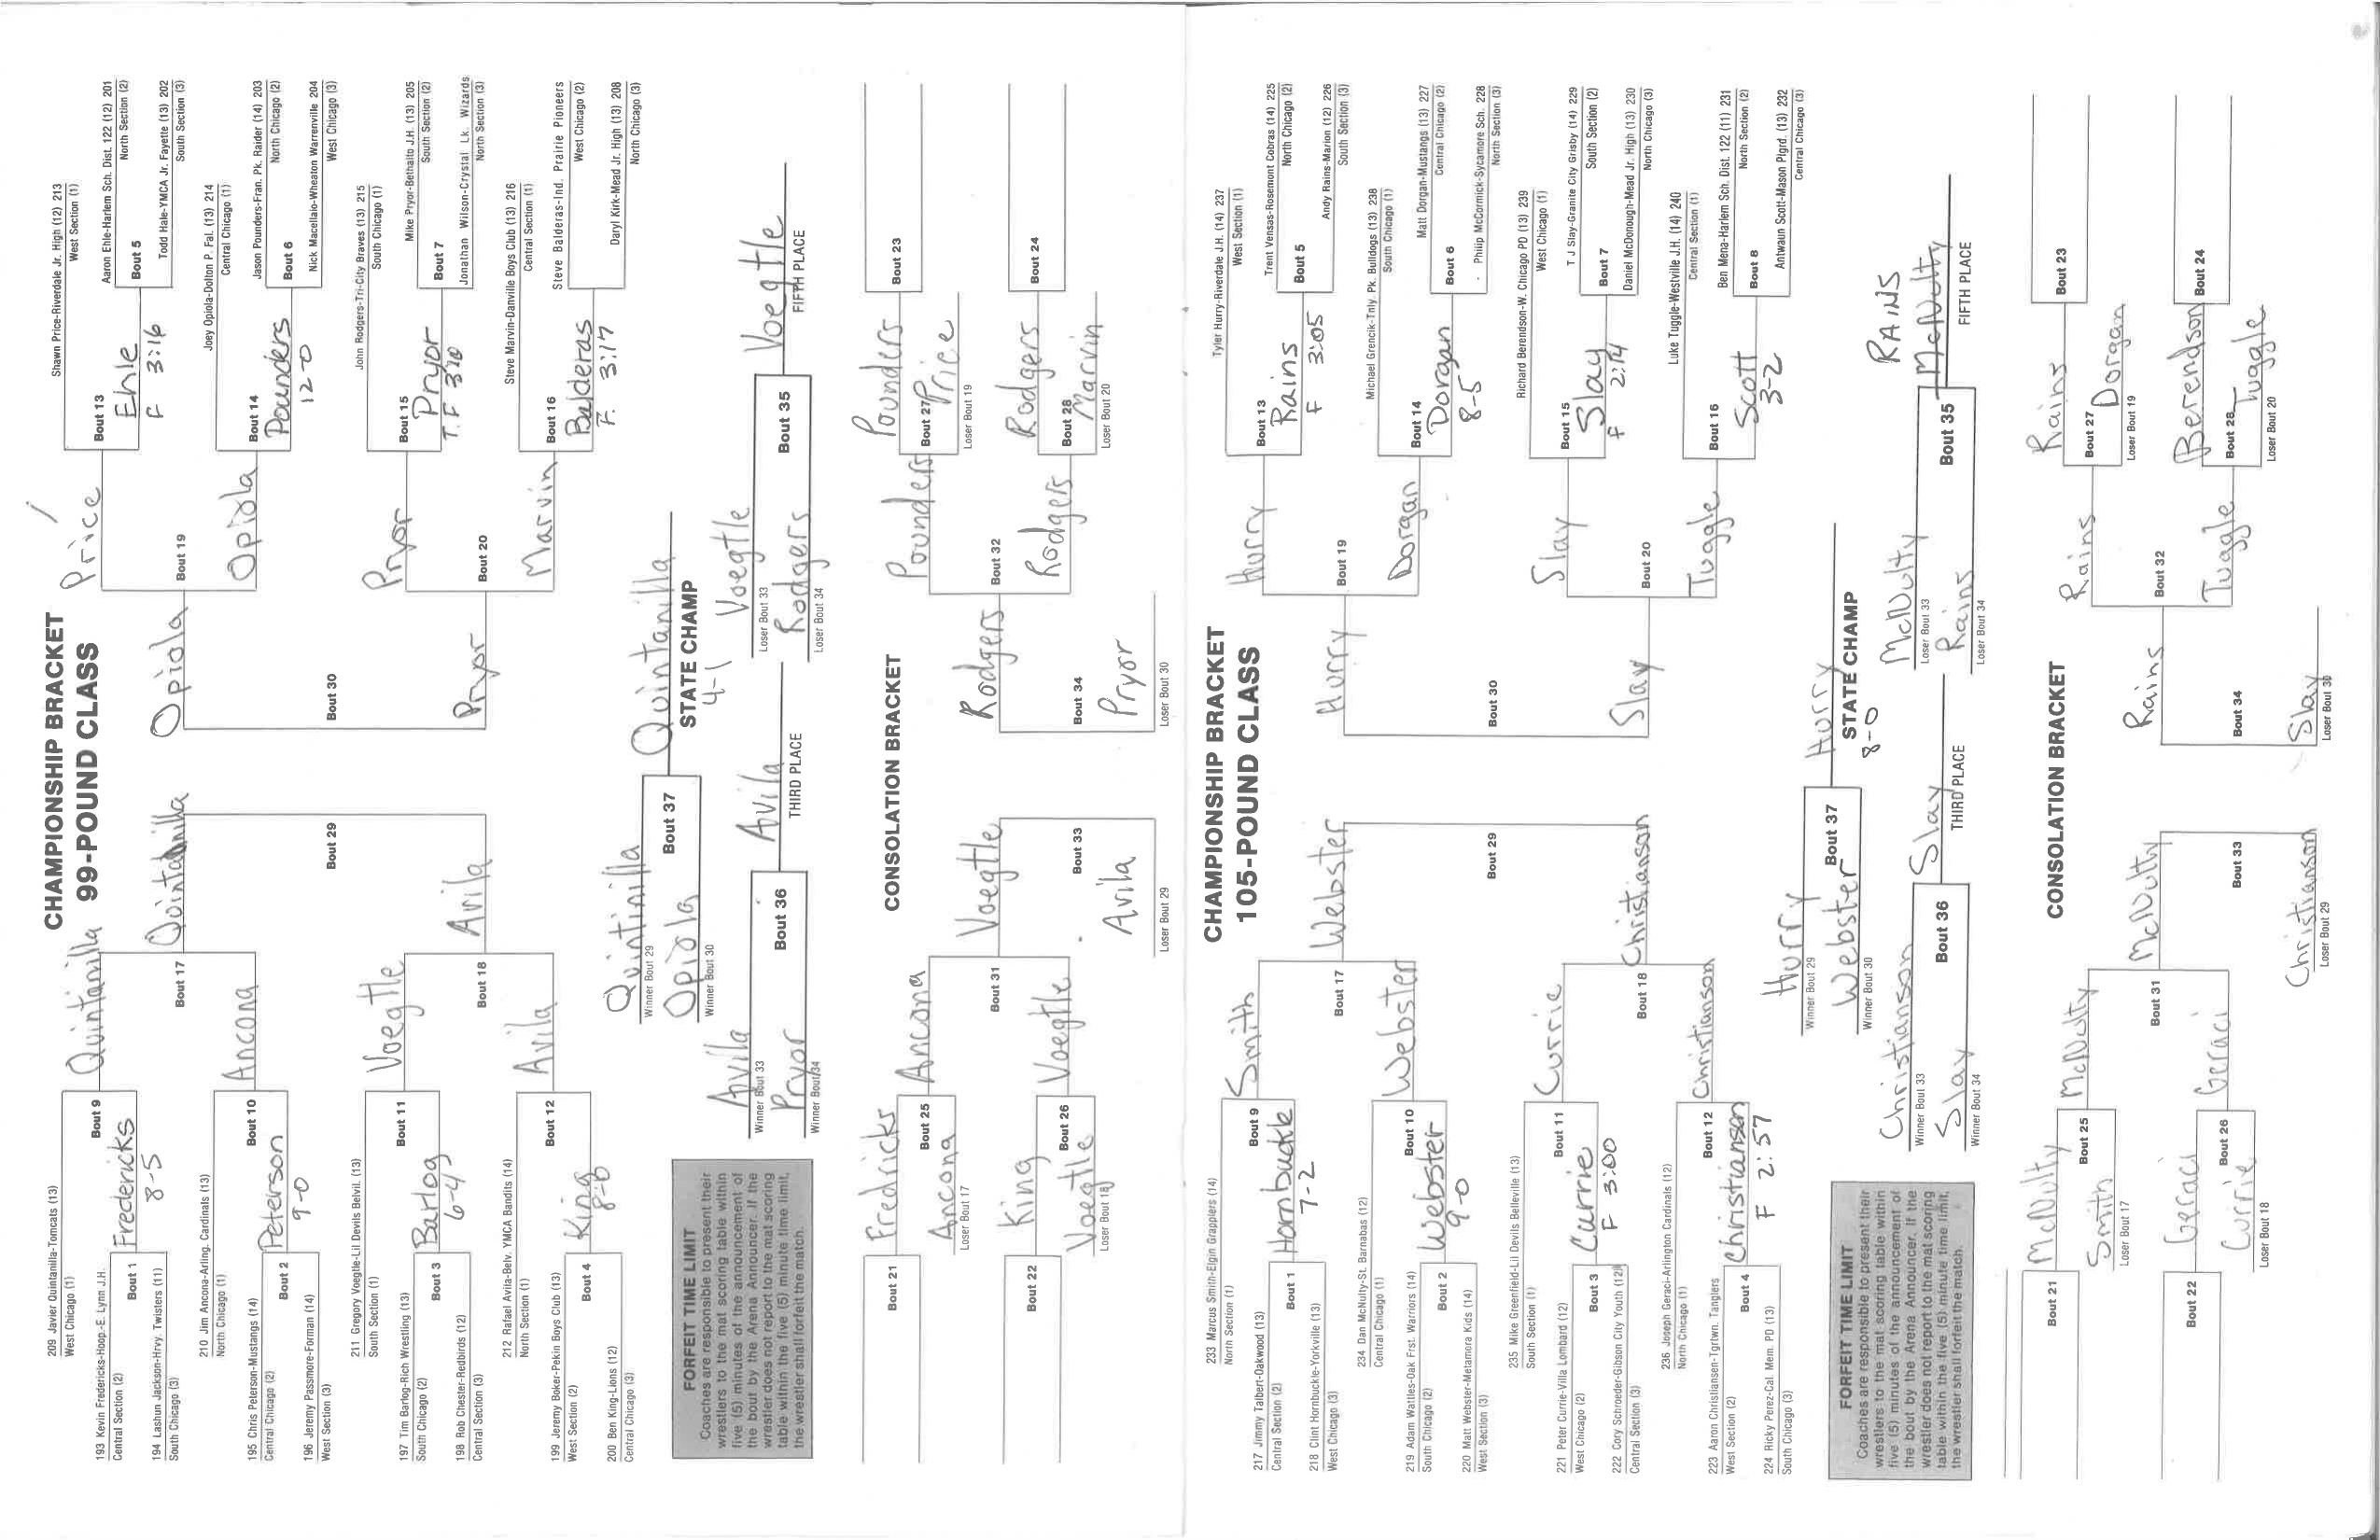 CHAMPIONSHIP BRACKET
99-POUND CLASS
209 Javier Quintanilla-Tomcats (13)
West Chicago (1)
193 Kevin Fredericks-Hoop.-E. Lynn J.H.
Central Section (2)
Bout 1
194 Lashun Jackson-Hrvy. Twisters (11)
South Chicago (3)
Bout 9
Fredericks
8-5
210 Jim Ancona-Arling. Cardinals (13)
North Chicago (1)
195 Chris Peterson-Mustangs (14)
Central Chicago (2)
Bout 2
196 Jeremy Passmore-Forman (14)
West Section (3)
Bout 10
Peterson
9-0
211 Gregory Voegtle-Lil Devils Belvil. (13)
South Section (1)
197 Tim Barlog-Rich Wrestling (13)
South Chicago (2)
Bout 3
198 Rob Chester-Redbirds (12)
Central Section (3)
Bout 11
Barlog
6-4
212 Rafael Avila-Belv. YMCA Bandits (14)
North Section (1)
199 Jeremy Boker-Pekin Boys Club (13)
West Section (2)
Bout 4
200 Ben King-Lions (12)
Central Chicago (3)
Bout 12
King
8-6
Quintanilla
Bout 17
Ancona
Voegtle
Bout 18
Avila
Quintanilla
Bout 29
Avila
Shawn Price-Riverdale Jr. High (12) 213
West Section (1)
Aaron Ehle-Harlem Sch. Dist. 122 (12) 201
North Section (2)
Bout 5
Todd Hale-YMCA Jr. Fayette (13) 202
South Section (3)
Bout 13
Ehle
F 3:16
Joey Opiola-Dolton P. Fal. (13) 214
Central Chicago (1)
Jason Pounders-Fran. Pk. Raider (14) 203
North Chicago (2)
Bout 6
Nick Macellaio-Wheaton Warrenville 204
West Chicago (3)
Bout 14
Pounders
12-0
John Rodgers-Tri-City Braves (13) 215
South Chicago (1)
Mike Pryor-Bethalto J.H. (13) 205
South Section (2)
Bout 7
Jonathan Wilson-Crystal Lk. Wizards
North Section (3)
Bout 15
Pryor
T.F 3:10
Steve Marvin-Danville Boys Club (13) 216
Central Section (1)
Steve Balderas-Ind. Prairie Pioneers
West Chicago (2)
Daryl Kirk-Mead Jr. High (13) 208
North Chicago (3)
Bout 16
Balderas
F. 3:17
Price
Bout 19
Opiola
Pryor
Bout 20
Marvin
Opiola
Bout 30
Pryor
Quintinilla
Winner Bout 29
Opiola
Winner Bout 30
Bout 37
Quintanilla
STATE CHAMP
4-1
Avila
Winner Bout 33
Pryor
Winner Bout 34
Bout 36
Avila
THIRD PLACE
Voegtle
Loser Bout 33
Rodgers
Loser Bout 34
Bout 35
Voegtle
FIFTH PLACE
FORFEIT TIME LIMIT
Coaches are responsible to present their
wrestlers to the mat scoring table within
five (5) minutes of the announcement of
the bout by the Arena Announcer. If the
wrestler does not report to the mat scoring
table within the five (5) minute time limit,
the wrestler shall forfeit the match.
CONSOLATION BRACKET
Bout 21
Fredricks
Bout 25
Ancona
Loser Bout 17
Bout 22
King
Bout 26
Voegtle
Loser Bout 18
Ancona
Bout 31
Voegtle
Voegtle
Bout 33
Avila
Loser Bout 29
Bout 23
Pounders
Bout 27
Price
Loser Bout 19
Bout 24
Rodgers
Bout 28
Marvin
Loser Bout 20
Pounders
Bout 32
Rodgers
Rodgers
Bout 34
Pryor
Loser Bout 30
CHAMPIONSHIP BRACKET
105-POUND CLASS
233 Marcus Smith-Elgin Grapplers (14)
North Section (1)
217 Jimmy Talbert-Oakwood (13)
Central Section (2)
Bout 1
218 Clint Hornbuckle-Yorkville (13)
West Chicago (3)
Bout 9
Hornbuckle
7-2
234 Dan McNulty-St. Barnabas (12)
Central Chicago (1)
219 Adam Wattles-Oak Frst. Warriors (14)
South Chicago (2)
Bout 2
220 Matt Webster-Metamora Kids (14)
West Section (3)
Bout 10
Webster
9-0
235 Mike Greenfield-Lil Devils Belleville (13)
South Section (1)
221 Peter Currie-Villa Lombard (12)
West Chicago (2)
Bout 3
222 Cory Schroeder-Gibson City Youth (12)
Central Section (3)
Bout 11
Currie
F 3:00
236 Joseph Geraci-Arlington Cardinals (12)
North Chicago (1)
223 Aaron Christiansen-Tgrtwn. Tanglers
West Section (2)
Bout 4
224 Ricky Perez-Cal. Mem. PD (13)
South Chicago (3)
Bout 12
Christianson
F 2:57
Smith
Bout 17
Webster
Currie
Bout 18
Christianson
Webster
Bout 29
Christianson
Tyler Hurry-Riverdale J.H. (14) 237
West Section (1)
Trent Vensas-Rosemont Cobras (14) 225
North Chicago (2)
Bout 5
Andy Rains-Marion (12) 226
South Section (3)
Bout 13
Rains
F 3:05
Michael Grencik-Tnly. Pk. Bulldogs (13) 238
South Chicago (1)
Matt Dorgan-Mustangs (13) 227
Central Chicago (2)
Bout 6
Philip McCormick-Sycamore Sch. 228
North Section (3)
Bout 14
Dorgan
8-5
Richard Berendson-W. Chicago PD (13) 239
West Chicago (1)
T J Slay-Granite City Grisby (14) 229
South Section (2)
Bout 7
Daniel McDonough-Mead Jr. High (13) 230
North Chicago (3)
Bout 15
Slay
F 2:14
Luke Tuggle-Westville J.H. (14) 240
Central Section (1)
Ben Mena-Harlem Sch. Dist. 122 (11) 231
North Section (2)
Bout 8
Antwaun Scott-Mason Plgrd. (13) 232
Central Chicago (3)
Bout 16
Scott
3-2
Hurry
Bout 19
Dorgan
Slay
Bout 20
Tuggle
Hurry
Bout 30
Slay
Hurry
Winner Bout 29
Webster
Winner Bout 30
Bout 37
Hurry
STATE CHAMP
8-0
Christianson
Winner Bout 33
Slay
Winner Bout 34
Bout 36
Slay
THIRD PLACE
McNulty
Loser Bout 33
Rains
Loser Bout 34
Bout 35
RAINS
McNulty
FIFTH PLACE
FORFEIT TIME LIMIT
Coaches are responsible to present their
wrestlers to the mat scoring table within
five (5) minutes of the announcement of
the bout by the Arena Announcer. If the
wrestler does not report to the mat scoring
table within the five (5) minute time limit,
the wrestler shall forfeit the match.
CONSOLATION BRACKET
Bout 21
McNulty
Bout 25
Smith
Loser Bout 17
Bout 22
Geraci
Bout 26
Currie
Loser Bout 18
McNulty
Bout 31
Geraci
McNulty
Bout 33
Christianson
Loser Bout 29
Bout 23
Rains
Bout 27
Dorgan
Loser Bout 19
Bout 24
Berendson
Bout 28
Tuggle
Loser Bout 20
Rains
Bout 32
Tuggle
Rains
Bout 34
Slay
Loser Bout 30